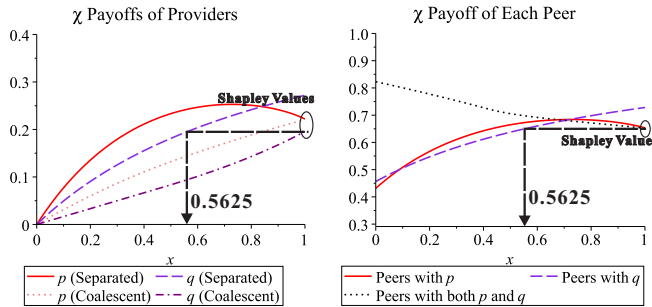 χ Payoffs of Providers
0.4
0.3
0.2
0.1
0
0
0.2
0.4
0.6
0.8
1
x
Shapley Values
0.5625
p (Separated)
q (Separated)
p (Coalescent)
q (Coalescent)
χ Payoff of Each Peer
1.0
0.9
0.8
0.7
0.6
0.5
0.4
0.3
0
0.2
0.4
0.6
0.8
1
x
Shapley Value
0.5625
Peers with p
Peers with q
Peers with both p and q